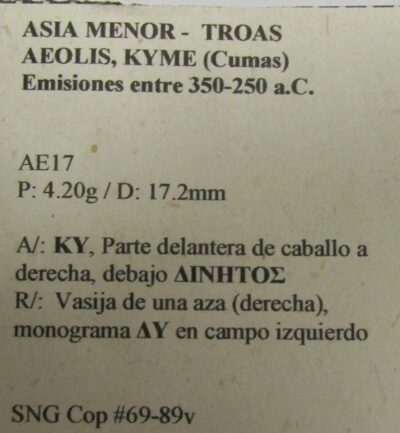 ASIA MENOR - TROAS
AEOLIS, KYME (Cumas)
Emisiones entre 350-250 a.C.
AE17
P: 4.20g / D: 17.2mm
A/: KY, Parte delantera de caballo a
derecha, debajo ΔΙΝΗΤΟΣ
R/: Vasija de una aza (derecha),
monograma ΔΥ en campo izquierdo
SNG Cop #69-89v